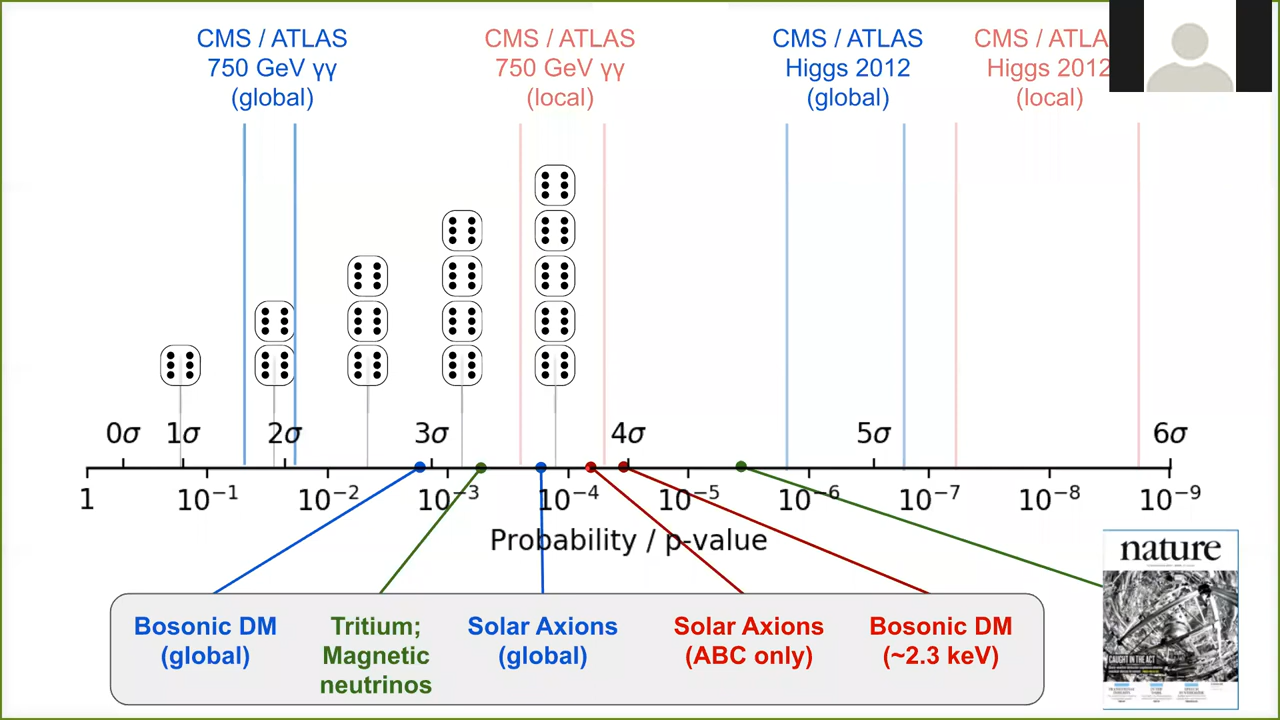 CMS / ATLAS
750 GeV γγ
(global)
CMS / ATLAS
750 GeV γγ
(local)
CMS / ATLAS
Higgs 2012
(global)
CMS / ATLA
Higgs 2012
(local)
0σ 1σ 2σ 3σ 4σ 5σ 6σ
1 10⁻¹ 10⁻² 10⁻³ 10⁻⁴ 10⁻⁵ 10⁻⁶ 10⁻⁷ 10⁻⁸ 10⁻⁹
Probability / p-value
Bosonic DM
(global)
Tritium;
Magnetic
neutrinos
Solar Axions
(global)
Solar Axions
(ABC only)
Bosonic DM
(~2.3 keV)
nature
CAUGHT IN THE ACT